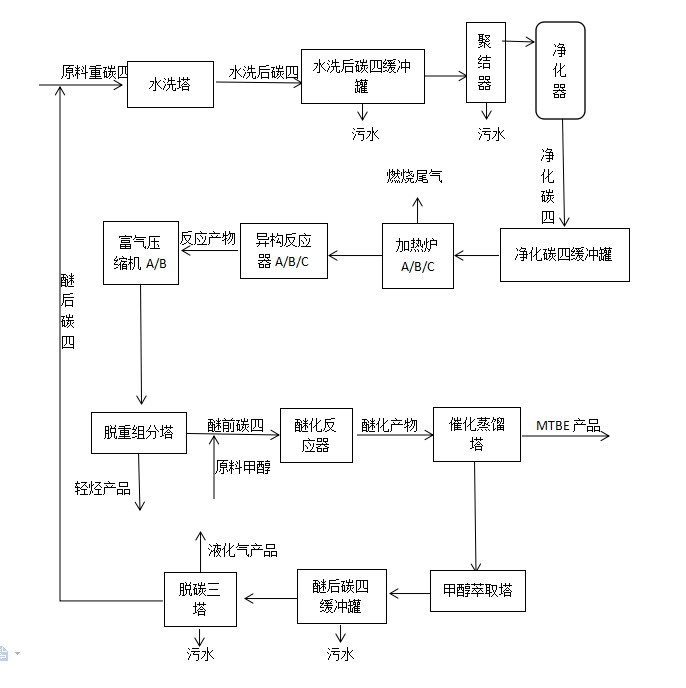 原料重碳四
水洗塔
水洗后碳四
水洗后碳四缓冲
罐
污水
聚
结
器
污水
净
化
器
净
化
碳
四
净化碳四缓冲罐
燃烧尾气
加热炉
A/B/C
异构反应
器 A/B/C
反应产物
富气压
缩机 A/B
醚
后
碳
四
脱重组分塔
轻烃产品
醚前碳四
原料甲醇
醚化反
应器
醚化产物
催化蒸馏
塔
MTBE 产品
甲醇萃取塔
醚后碳四
缓冲罐
污水
液化气产品
脱碳三
塔
污水